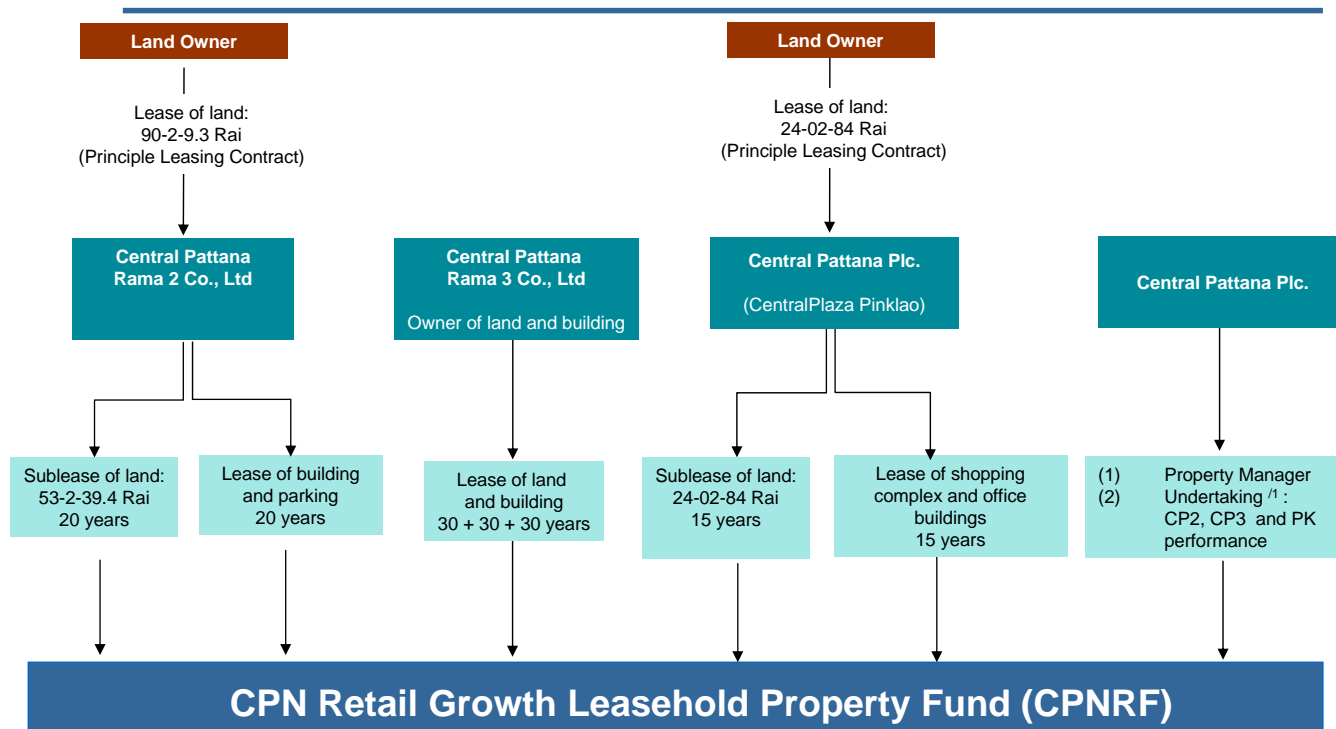 Land Owner
Lease of land:
90-2-9.3 Rai
(Principle Leasing Contract)
Land Owner
Lease of land:
24-02-84 Rai
(Principle Leasing Contract)
Central Pattana
Rama 2 Co., Ltd
Central Pattana
Rama 3 Co., Ltd
Owner of land and building
Central Pattana Plc.
(CentralPlaza Pinklao)
Central Pattana Plc.
Sublease of land:
53-2-39.4 Rai
20 years
Lease of building
and parking
20 years
Lease of land
and building
30 + 30 + 30 years
Sublease of land:
24-02-84 Rai
15 years
Lease of shopping
complex and office
buildings
15 years
(1) Property Manager
(2) Undertaking /1 :
CP2, CP3 and PK
performance
CPN Retail Growth Leasehold Property Fund (CPNRF)